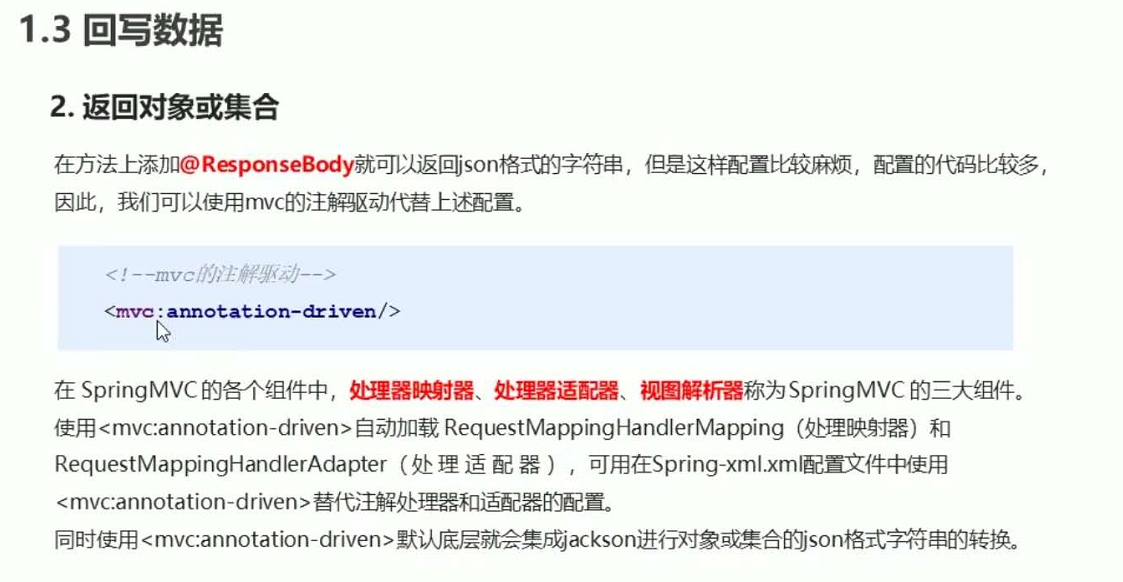 1.3 回写数据
2. 返回对象或集合
在方法上添加@ResponseBody就可以返回json格式的字符串，但是这样配置比较麻烦，配置的代码比较多，
因此，我们可以使用mvc的注解驱动代替上述配置。
<!--mvc的注解驱动-->
<mvc:annotation-driven/>
在 SpringMVC 的各个组件中，处理器映射器、处理器适配器、视图解析器称为SpringMVC 的三大组件。
使用<mvc:annotation-driven>自动加载 RequestMappingHandlerMapping（处理映射器）和
RequestMappingHandlerAdapter（ 处 理 适 配 器 ），可用在Spring-xml.xml配置文件中使用
<mvc:annotation-driven>替代注解处理器和适配器的配置。
同时使用<mvc:annotation-driven>默认底层就会集成jackson进行对象或集合的json格式字符串的转换。